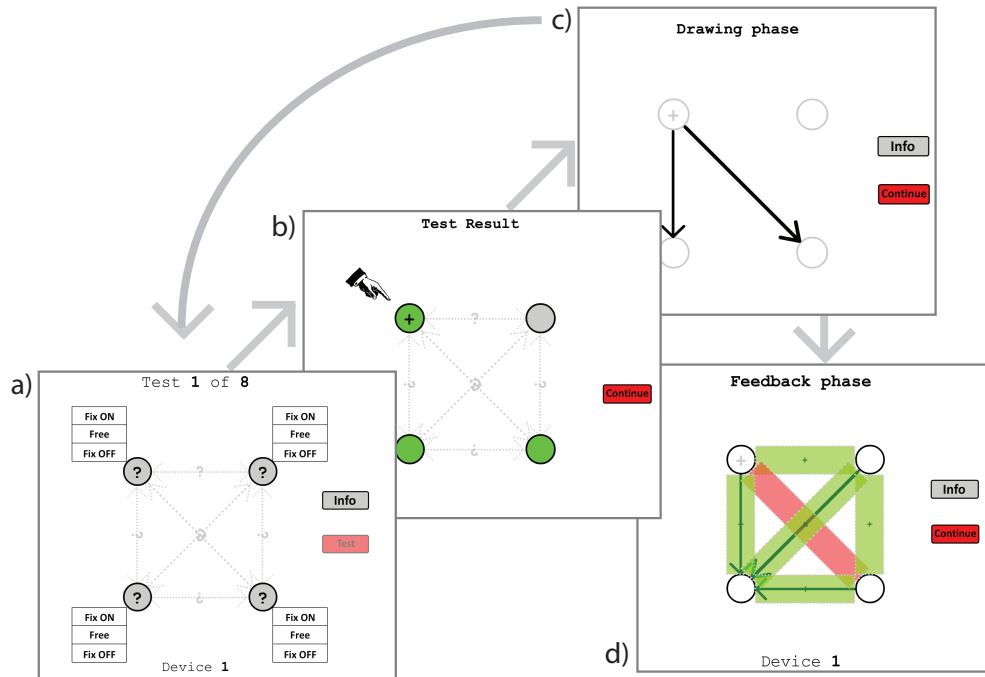 c)
Drawing phase
+
Info
Continue
b)
Test Result
+
?
?
?
?
?
Continue
a)
Test 1 of 8
Fix ON
Free
Fix OFF
Fix ON
Free
Fix OFF
?
?
?
?
?
?
?
?
?
Info
Test
Fix ON
Free
Fix OFF
Fix ON
Free
Fix OFF
Device 1
d)
Feedback phase
+
+
+
+
+
+
Info
Continue
Device 1